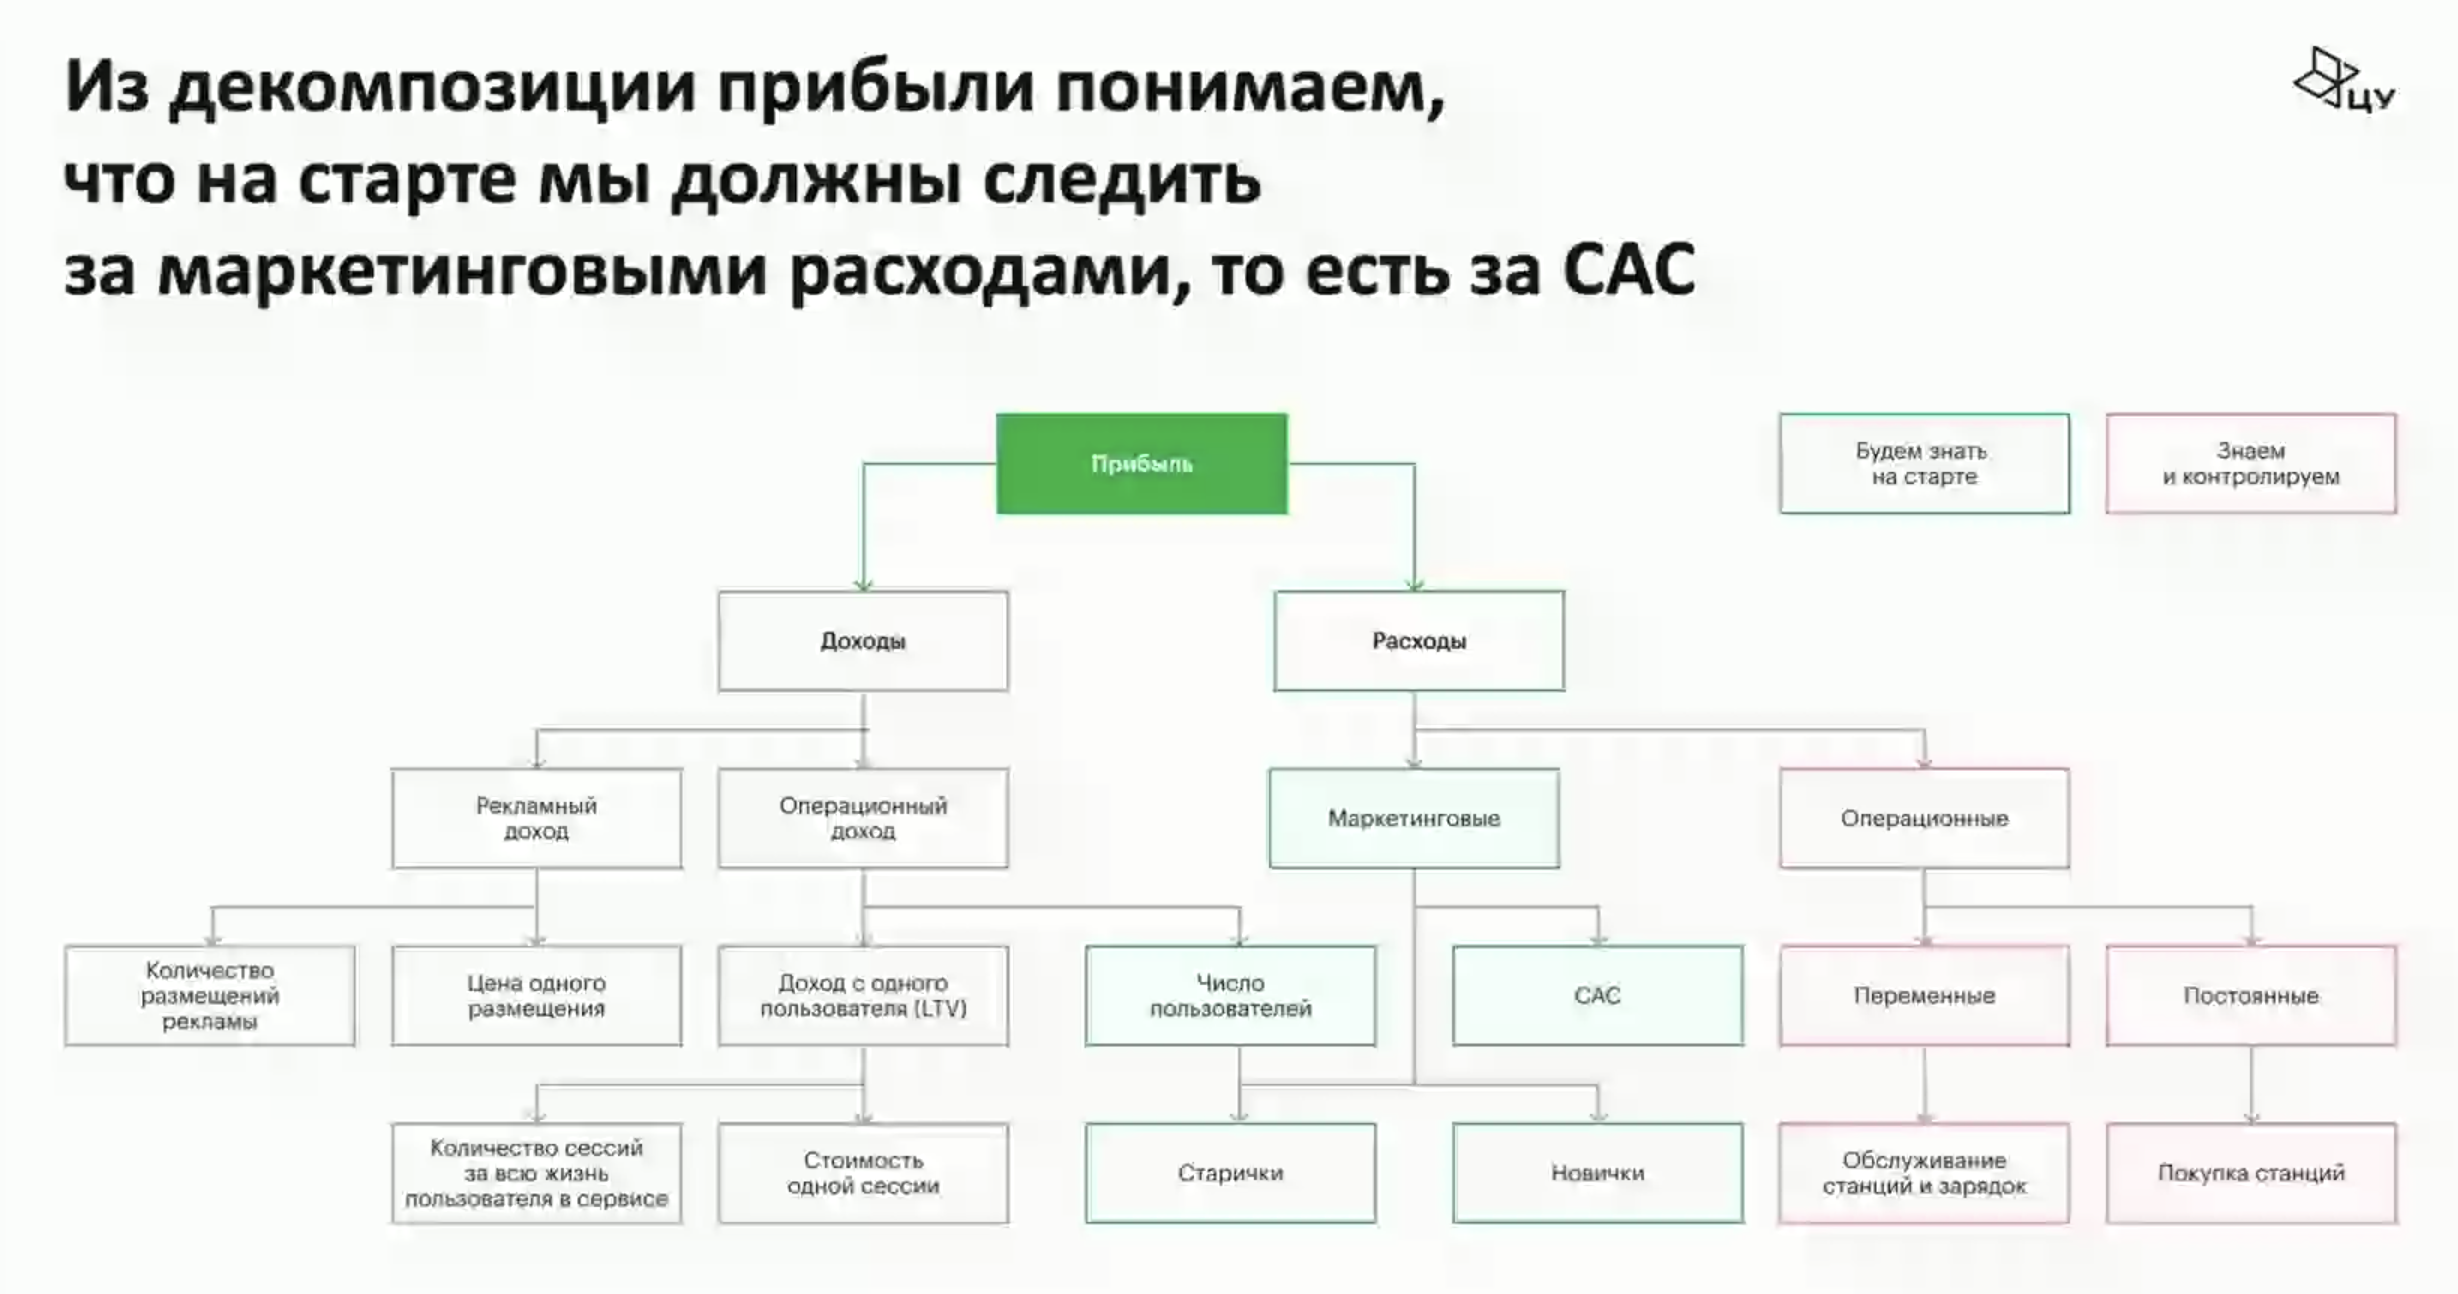 Из декомпозиции прибыли понимаем,
что на старте мы должны следить
за маркетинговыми расходами, то есть за CAC
ЦУ
Прибыль
Будем знать
на старте
Знаем
и контролируем
Доходы
Расходы
Рекламный
доход
Операционный
доход
Маркетинговые
Операционные
Количество
размещений
рекламы
Цена одного
размещения
Доход с одного
пользователя (LTV)
Число
пользователей
CAC
Переменные
Постоянные
Количество сессий
за всю жизнь
пользователя в сервисе
Стоимость
одной сессии
Старички
Новички
Обслуживание
станций и зарядок
Покупка станций